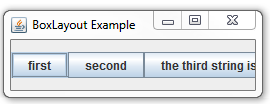 BoxLayout Example
first second the third string is